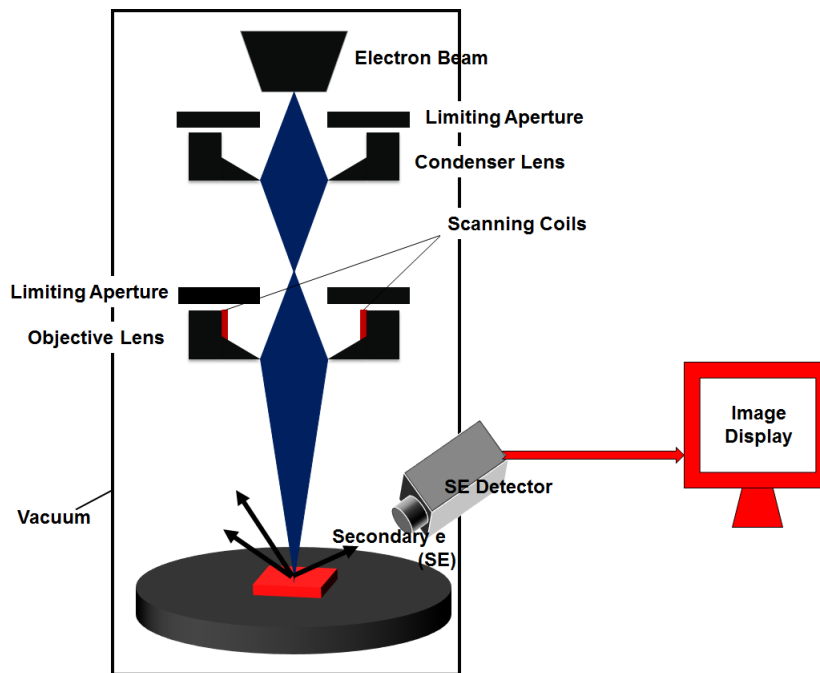 Electron Beam
Limiting Aperture
Condenser Lens
Scanning Coils
Limiting Aperture
Objective Lens
Image
Display
SE Detector
Vacuum
Secondary e
(SE)